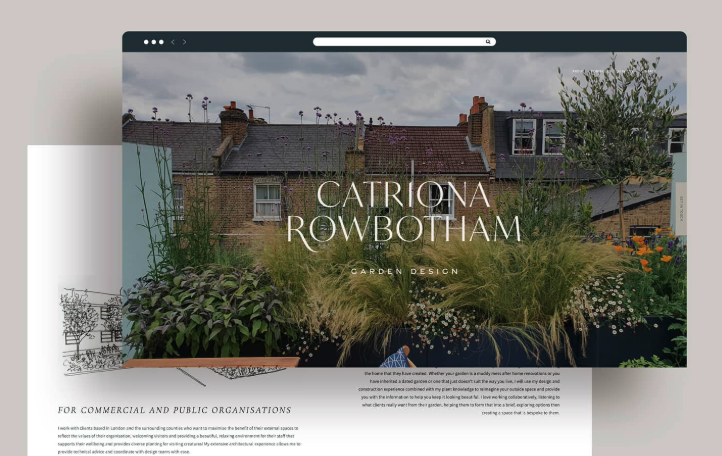 CATRIONA
ROWBOTHAM
GARDEN DESIGN
the home that they have created. Whether your garden is a muddy mess after home renovations or you
have inherited a dated garden or one that just doesn't suit the way you live, I will use my design and
construction experience combined with my plant knowledge to reimagine your outside space and provide
you with the information to help you keep it looking beautiful. I love working collaboratively, listening to
what clients really want from their garden, helping them to form that into a brief, exploring options then
creating a space that is bespoke to them.
FOR COMMERCIAL AND PUBLIC ORGANISATIONS
I work with clients based in London and the surrounding counties who want to maximise the benefit of their external spaces to
reflect the values of their organisation, welcoming visitors and providing a beautiful, relaxing environment for their staff that
supports their wellbeing and provides diverse planting for visiting creatures! My extensive architectural experience allows me to
provide technical advice and coordinate with design teams with ease.